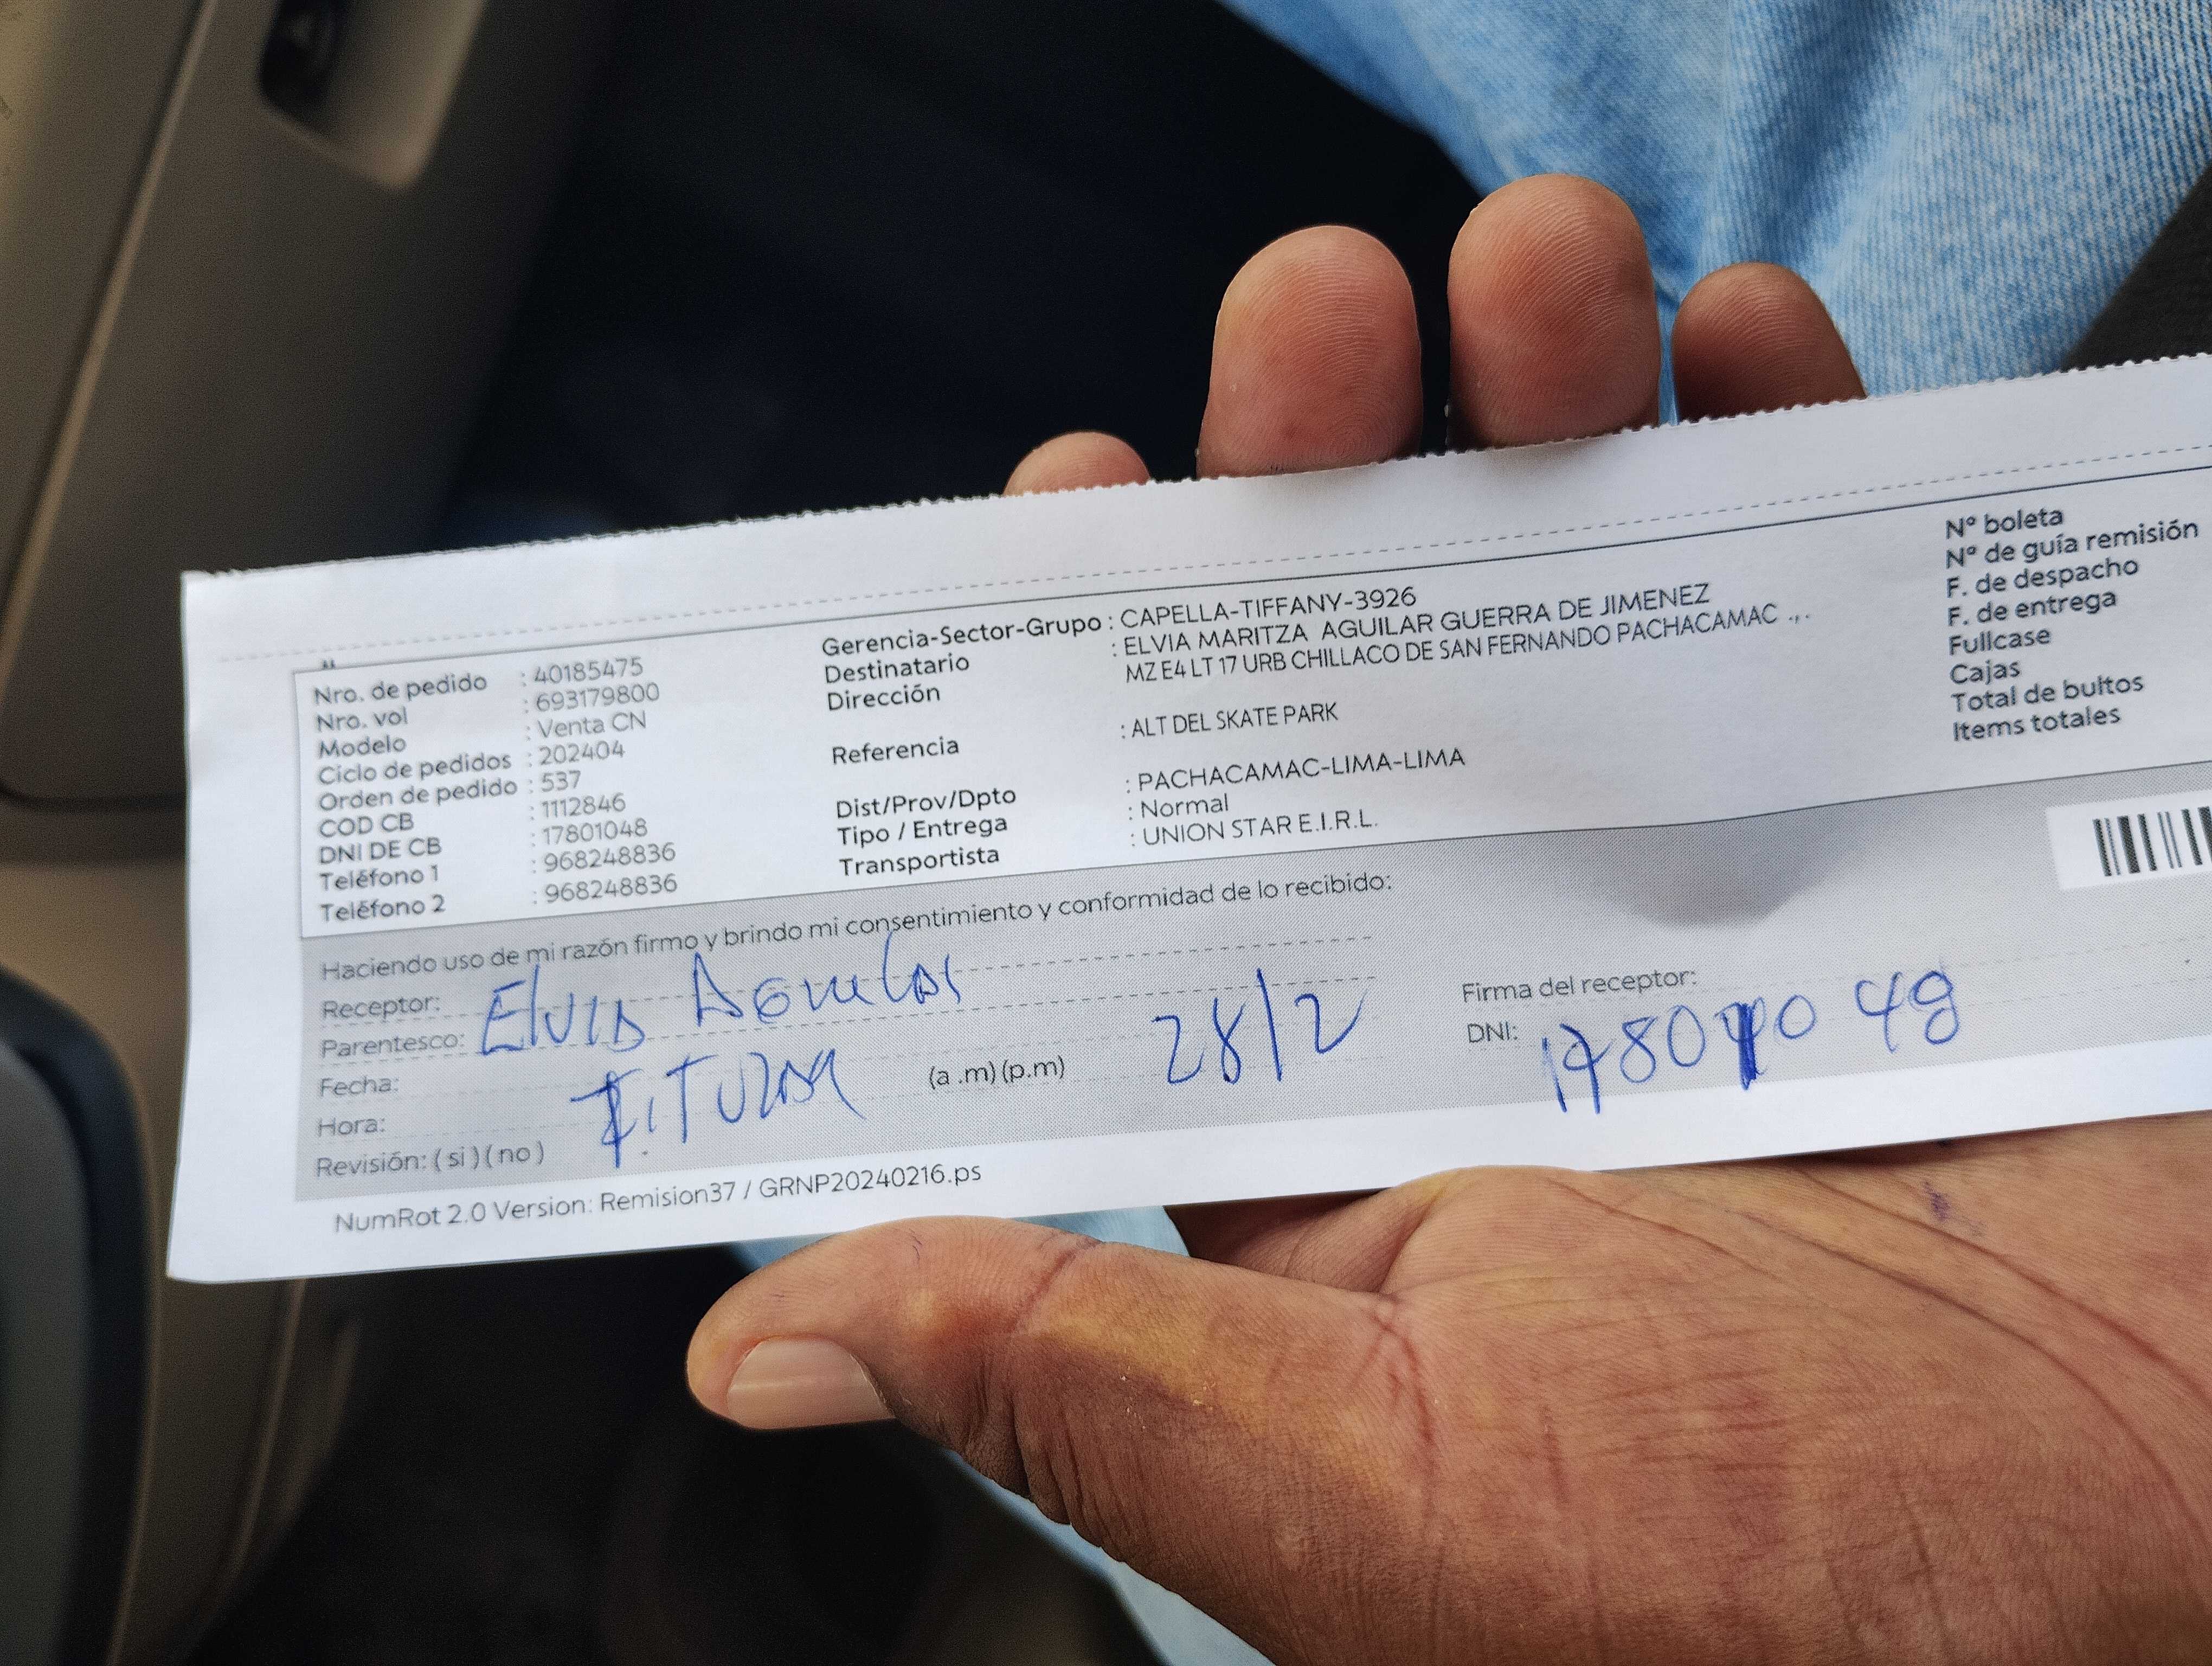 Nro. de pedido : 40185475
Nro. vol : 693179800
Modelo : Venta CN
Ciclo de pedidos : 202404
Orden de pedido : 537
COD CB : 1112846
DNI DE CB : 17801048
Teléfono 1 : 968248836
Teléfono 2 : 968248836
Gerencia-Sector-Grupo : CAPELLA-TIFFANY-3926
Destinatario : ELVIA MARITZA AGUILAR GUERRA DE JIMENEZ
Dirección MZ E4 LT 17 URB CHILLACO DE SAN FERNANDO PACHACAMAC .,.
Referencia : ALT DEL SKATE PARK
Dist/Prov/Dpto : PACHACAMAC-LIMA-LIMA
Tipo / Entrega : Normal
Transportista : UNION STAR E.I.R.L.
N° boleta
N° de guía remisión
F. de despacho
F. de entrega
Fullcase
Cajas
Total de bultos
Items totales
Haciendo uso de mi razón firmo y brindo mi consentimiento y conformidad de lo recibido:
Receptor:
Parentesco: Elvia
Fecha:
Hora: (a .m) (p.m) 28/2
Revisión: ( si ) ( no )
Firma del receptor:
DNI:
NumRot 2.0 Version: Remision37 / GRNP20240216.ps